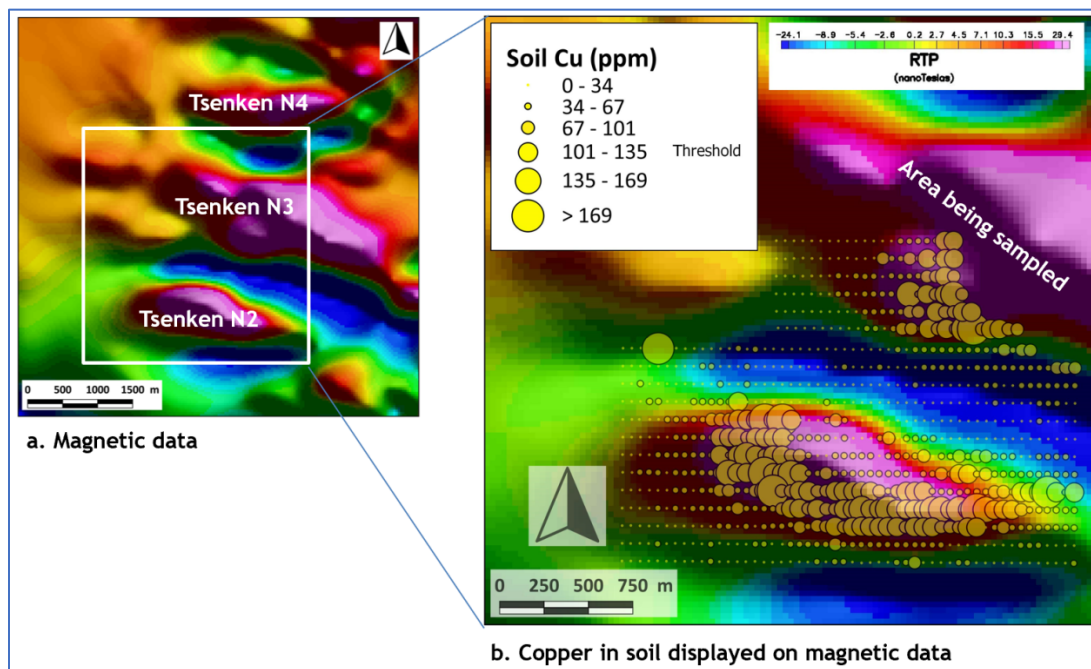 Tsenken N4
Tsenken N3
Tsenken N2
0 500 1000 1500 m
a. Magnetic data
Soil Cu (ppm)
0 - 34
34 - 67
67 - 101
101 - 135 Threshold
135 - 169
> 169
-24.1 -8.9 -5.4 -2.6 0.2 2.7 4.5 7.1 10.3 15.5 29.4
RTP
(nanoTeslas)
Area being sampled
0 250 500 750 m
b. Copper in soil displayed on magnetic data